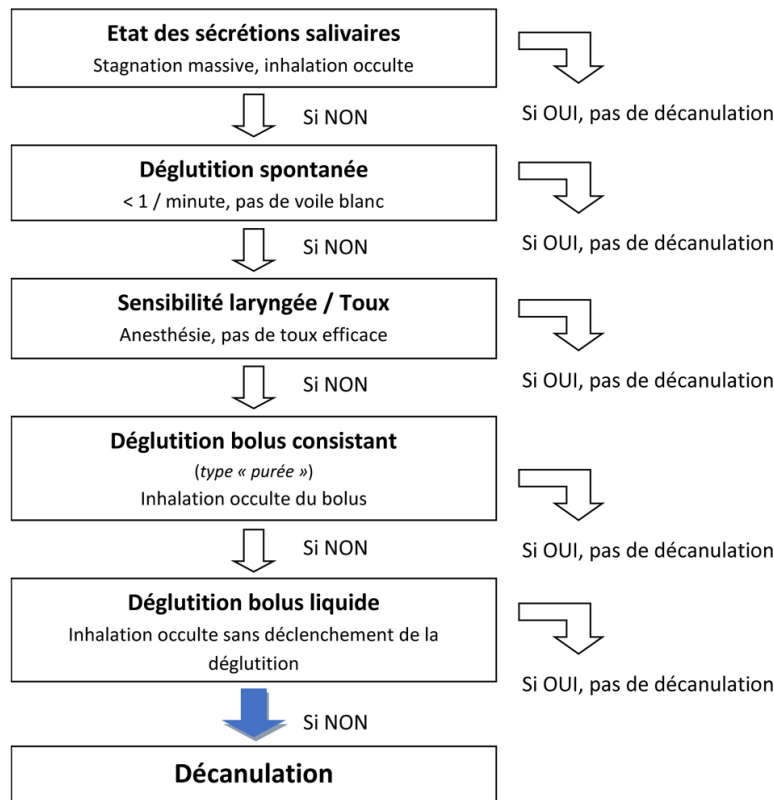 Etat des sécrétions salivaires
Stagnation massive, inhalation occulte
Si NON
Si OUI, pas de décanulation
Déglutition spontanée
< 1 / minute, pas de voile blanc
Si NON
Si OUI, pas de décanulation
Sensibilité laryngée / Toux
Anesthésie, pas de toux efficace
Si NON
Si OUI, pas de décanulation
Déglutition bolus consistant
(type « purée »)
Inhalation occulte du bolus
Si NON
Si OUI, pas de décanulation
Déglutition bolus liquide
Inhalation occulte sans déclenchement de la
déglutition
Si NON
Si OUI, pas de décanulation
Décanulation